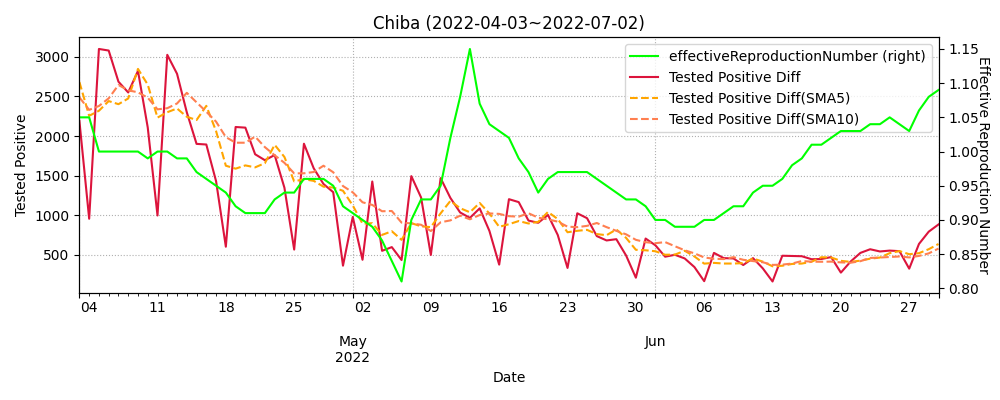 Chiba (2022-04-03~2022-07-02)
effectiveReproductionNumber (right)
Tested Positive Diff
Tested Positive Diff(SMA5)
Tested Positive Diff(SMA10)
Tested Positive
3000
2500
2000
1500
1000
500
Effective Reproduction Number
1.15
1.10
1.05
1.00
0.95
0.90
0.85
0.80
04 11 18 25 02 09 16 23 30 06 13 20 27
May Jun
2022
Date